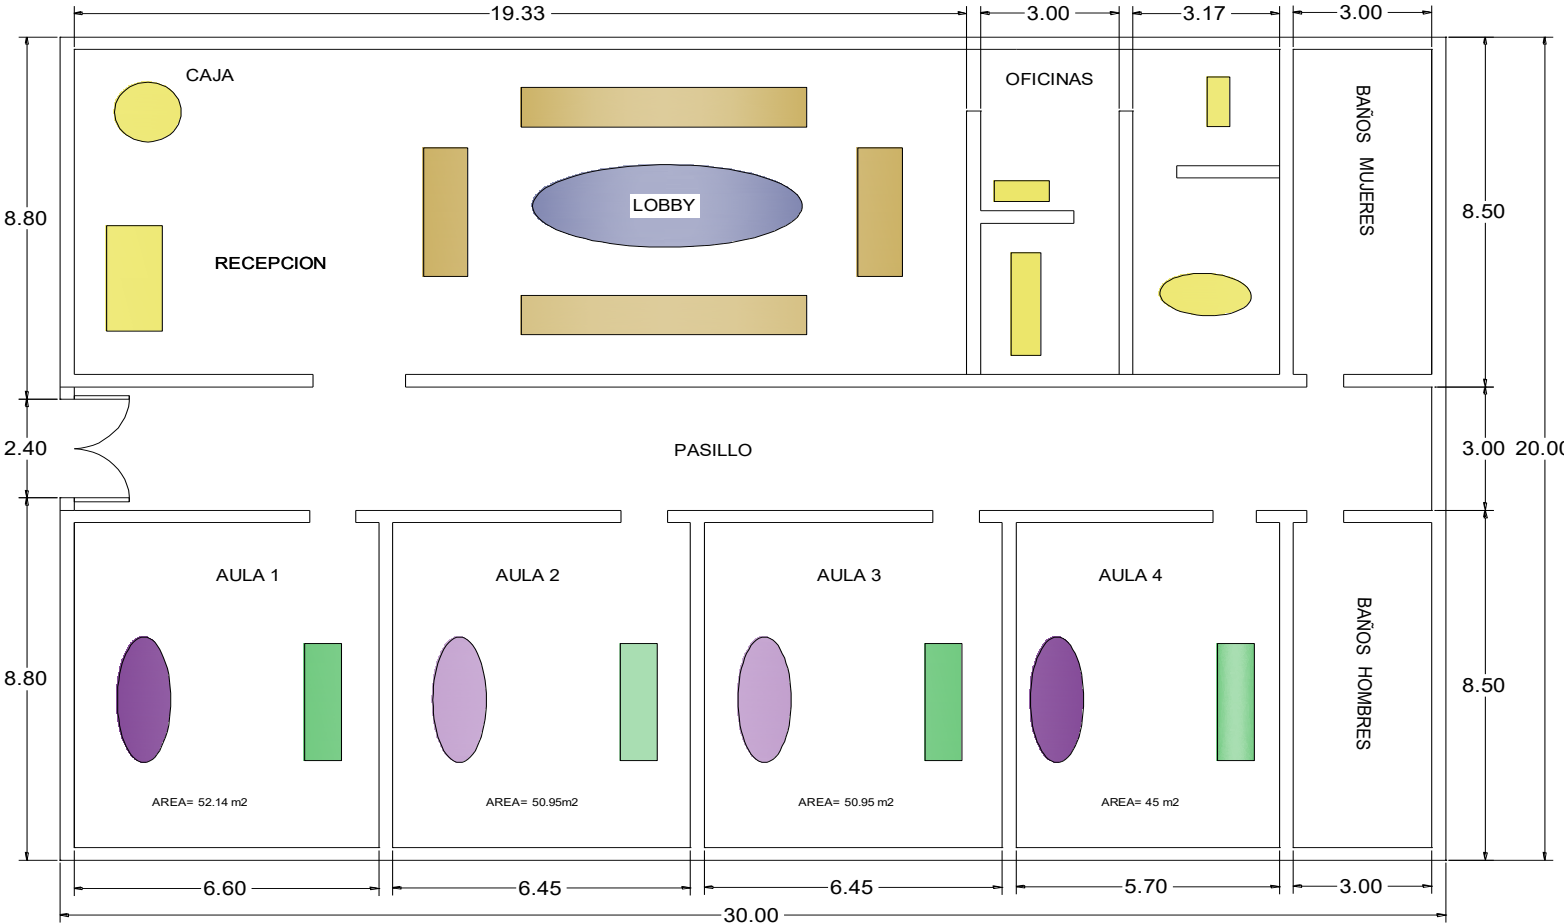 19.33
3.00
3.17
3.00
CAJA
OFICINAS
BAÑOS MUJERES
LOBBY
8.80
8.50
RECEPCION
2.40
PASILLO
3.00
20.00
AULA 1
AULA 2
AULA 3
AULA 4
BAÑOS HOMBRES
8.80
8.50
AREA= 52.14 m2
AREA= 50.95m2
AREA= 50.95 m2
AREA= 45 m2
6.60
6.45
6.45
5.70
3.00
30.00